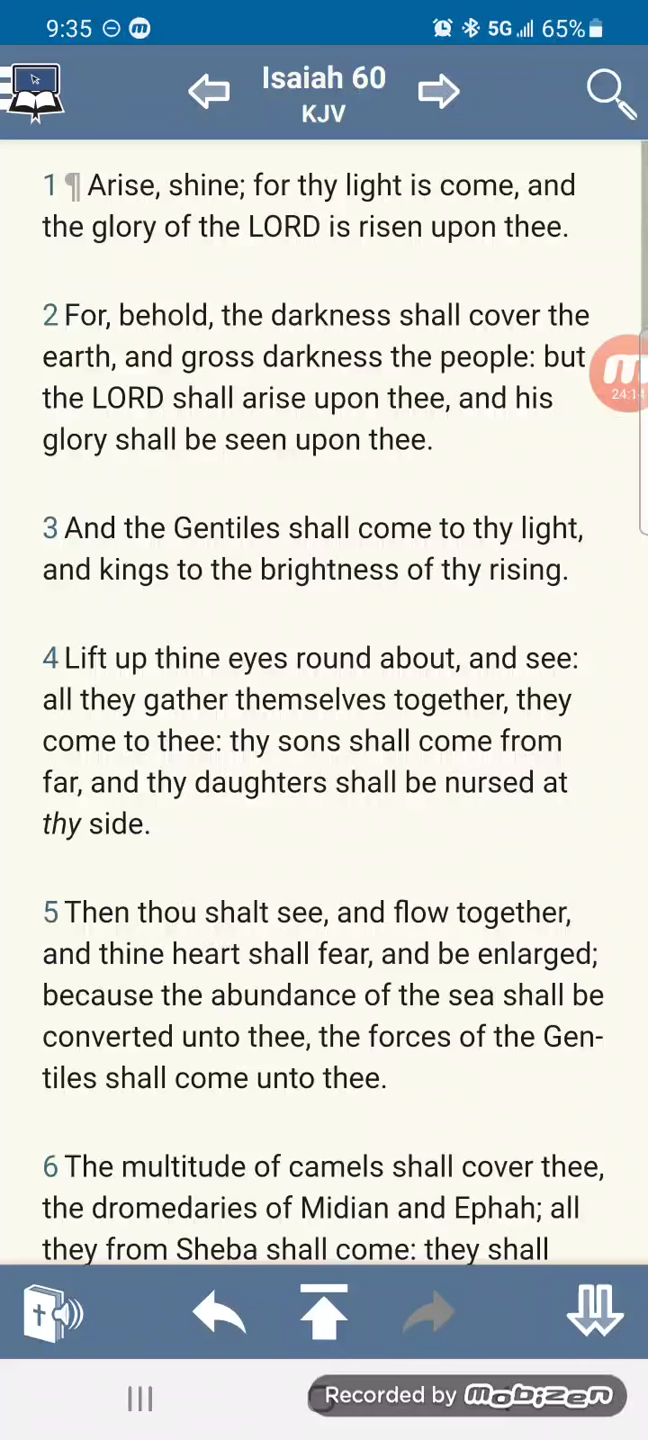 9:35 65%
5G
Isaiah 60
KJV
1 ¶ Arise, shine; for thy light is come, and
the glory of the LORD is risen upon thee.
2 For, behold, the darkness shall cover the
earth, and gross darkness the people: but
the LORD shall arise upon thee, and his
glory shall be seen upon thee.
24:14
3 And the Gentiles shall come to thy light,
and kings to the brightness of thy rising.
4 Lift up thine eyes round about, and see:
all they gather themselves together, they
come to thee: thy sons shall come from
far, and thy daughters shall be nursed at
thy side.
5 Then thou shalt see, and flow together,
and thine heart shall fear, and be enlarged;
because the abundance of the sea shall be
converted unto thee, the forces of the Gen-
tiles shall come unto thee.
6 The multitude of camels shall cover thee,
the dromedaries of Midian and Ephah; all
they from Sheba shall come: they shall
Recorded by mobizen